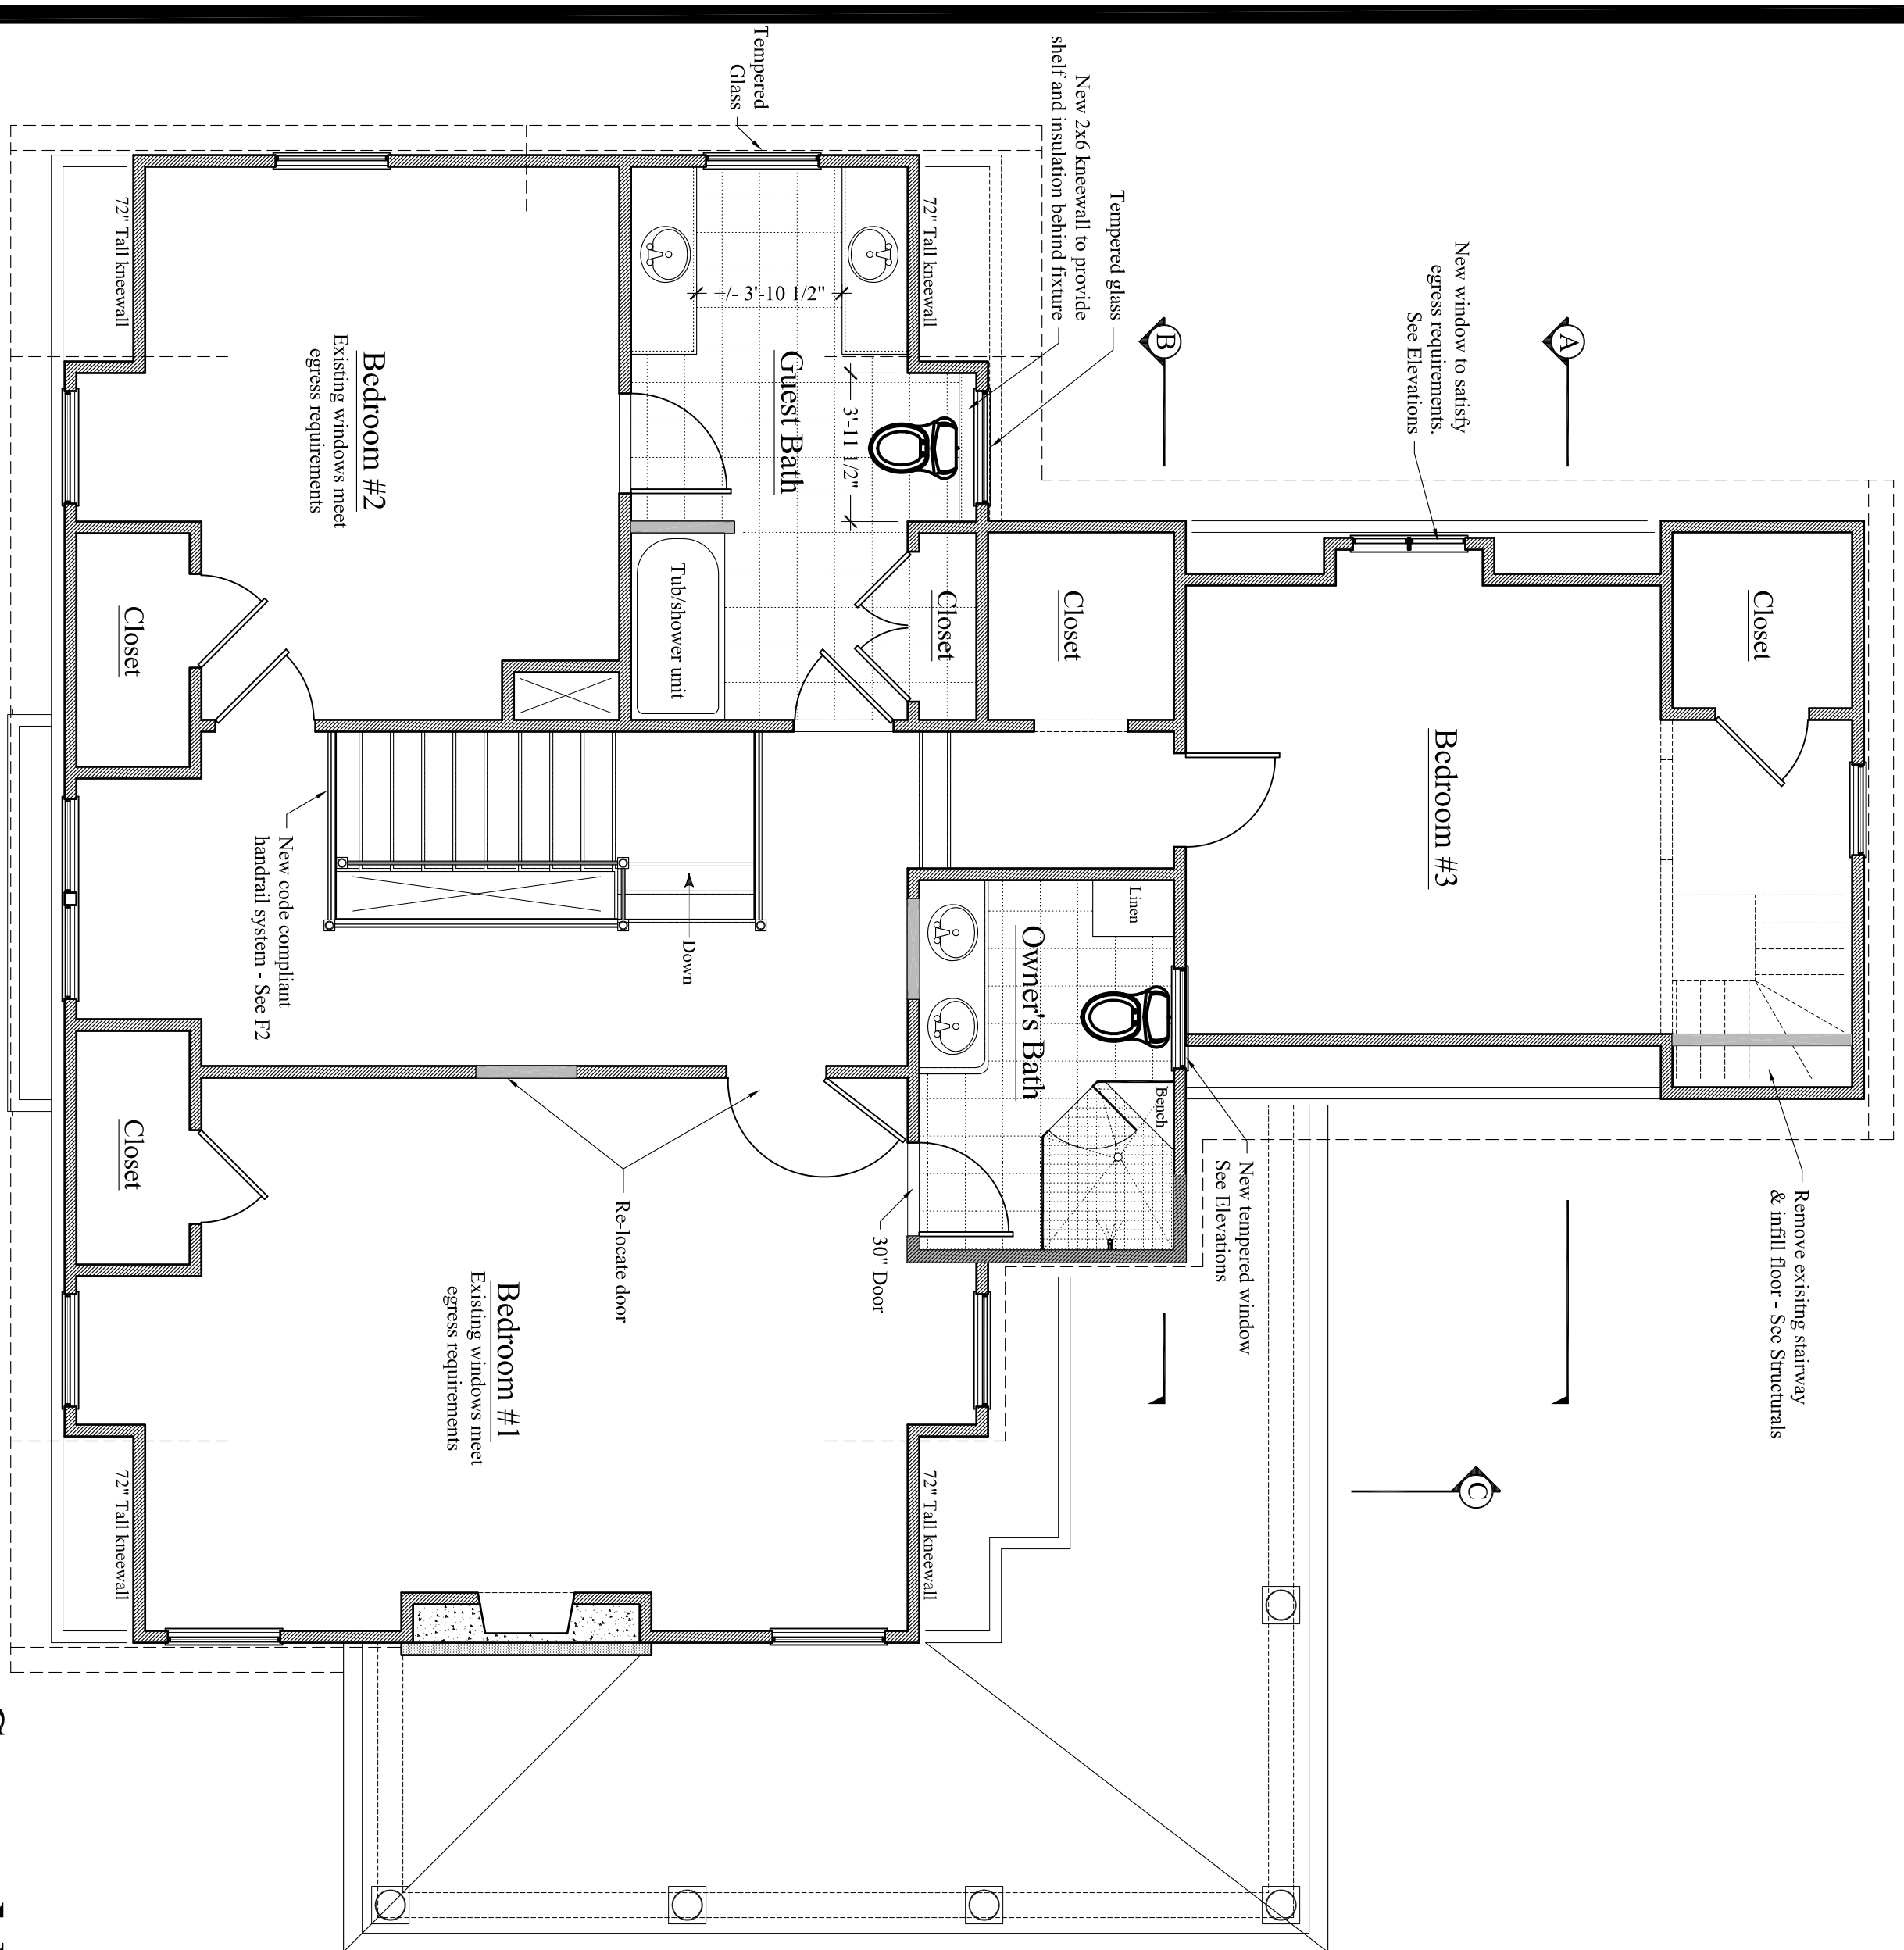 Tempered
Glass
New 2x6 kneewall to provide
shelf and insulation behind fixture
Tempered glass
New window to satisfy
egress requirements.
See Elevations
A
B
C
72" Tall kneewall
72" Tall kneewall
+/- 3'-10 1/2"
3'-11 1/2"
Guest Bath
Bedroom #2
Existing windows meet
egress requirements
Tub/shower unit
Closet
Closet
Closet
Closet
Bedroom #3
Linen
Owner's Bath
Bench
Down
New code compliant
handrail system - See F2
Closet
Re-locate door
30" Door
New tempered window
See Elevations
Remove exisitng stairway
& infill floor - See Structurals
Bedroom #1
Existing windows meet
egress requirements
72" Tall kneewall
72" Tall kneewall